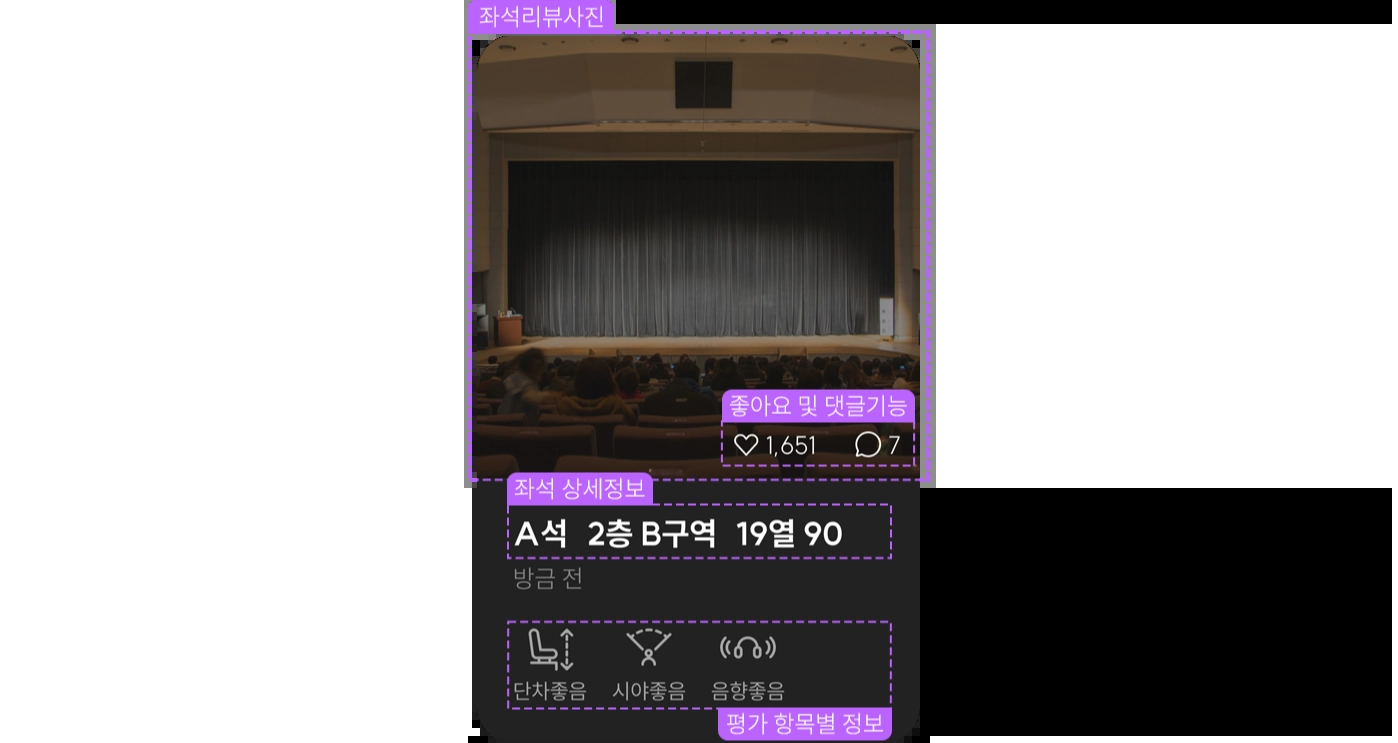 좌석리뷰사진
좋아요 및 댓글기능
1,651 7
좌석 상세정보
A석 2층 B구역 19열 90
방금 전
단차좋음 시야좋음 음향좋음
평가 항목별 정보